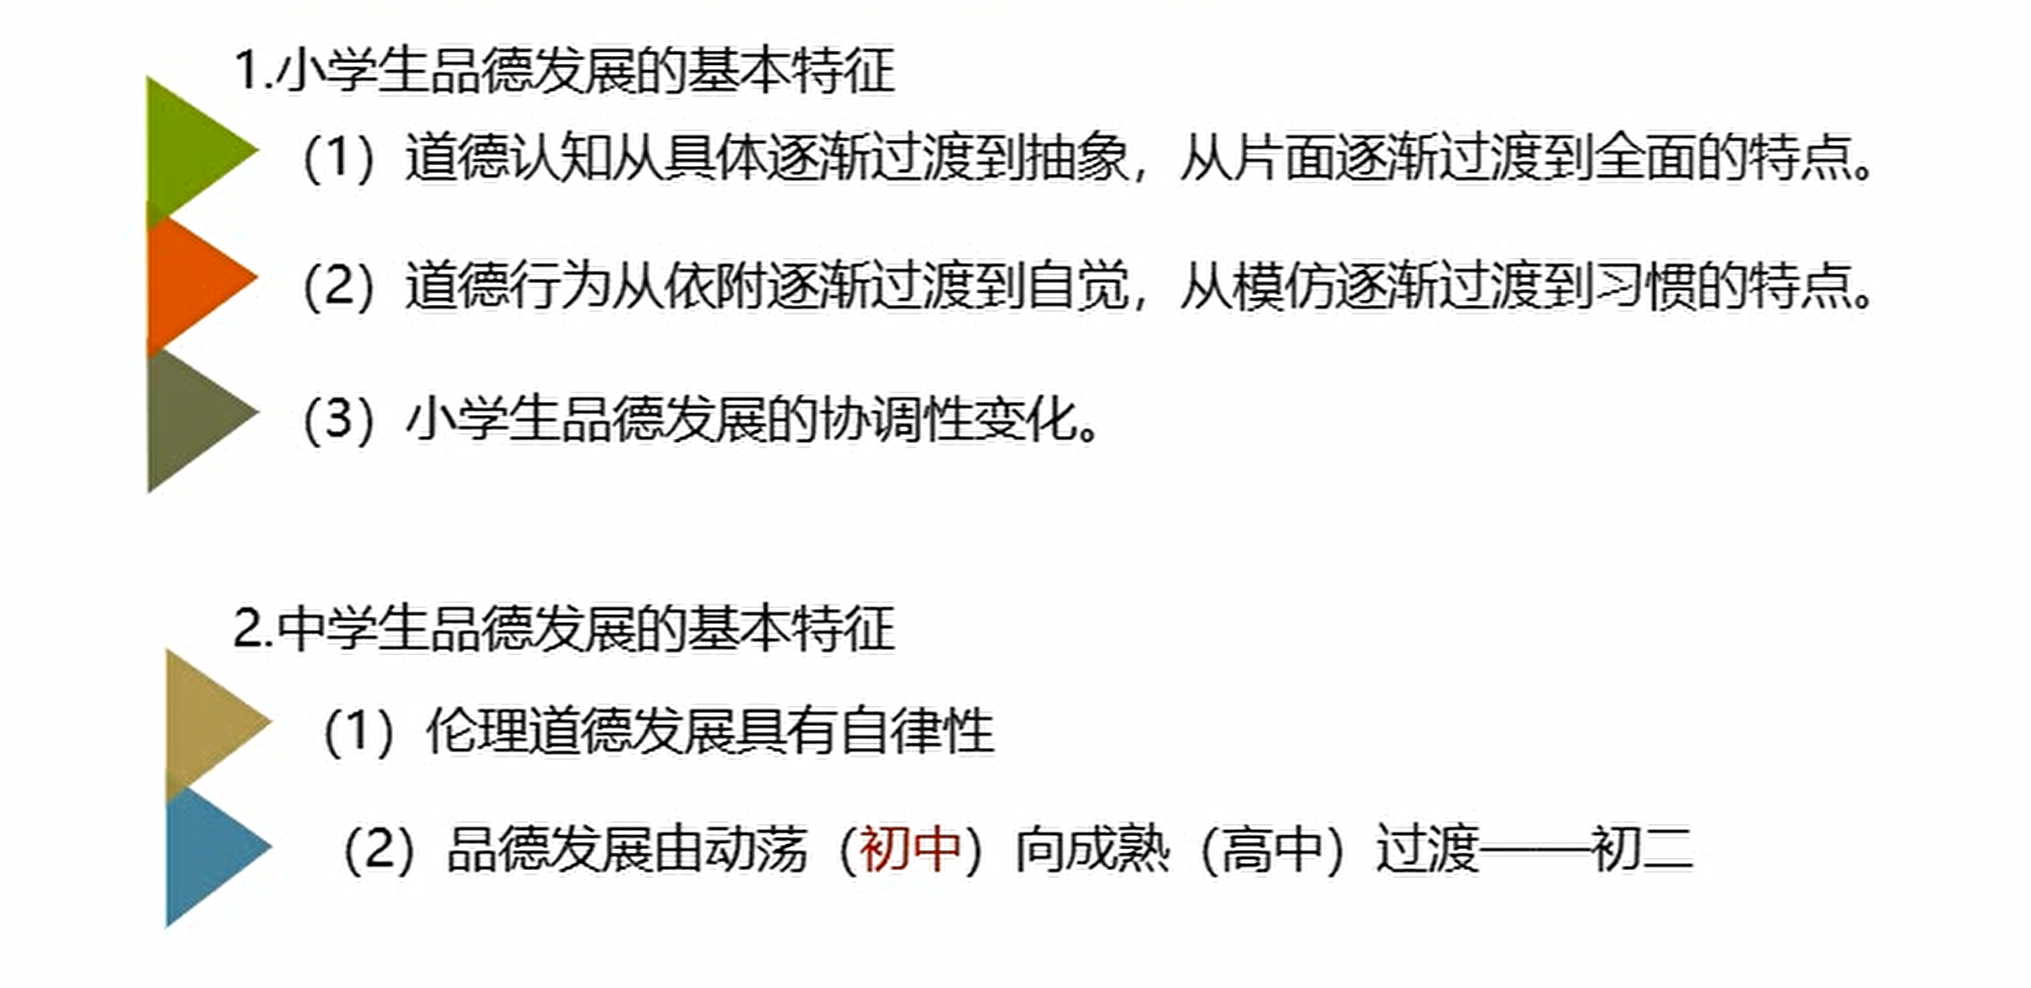 1.小学生品德发展的基本特征
（1）道德认知从具体逐渐过渡到抽象，从片面逐渐过渡到全面的特点。
（2）道德行为从依附逐渐过渡到自觉，从模仿逐渐过渡到习惯的特点。
（3）小学生品德发展的协调性变化。
2.中学生品德发展的基本特征
（1）伦理道德发展具有自律性
（2）品德发展由动荡（初中）向成熟（高中）过渡——初二